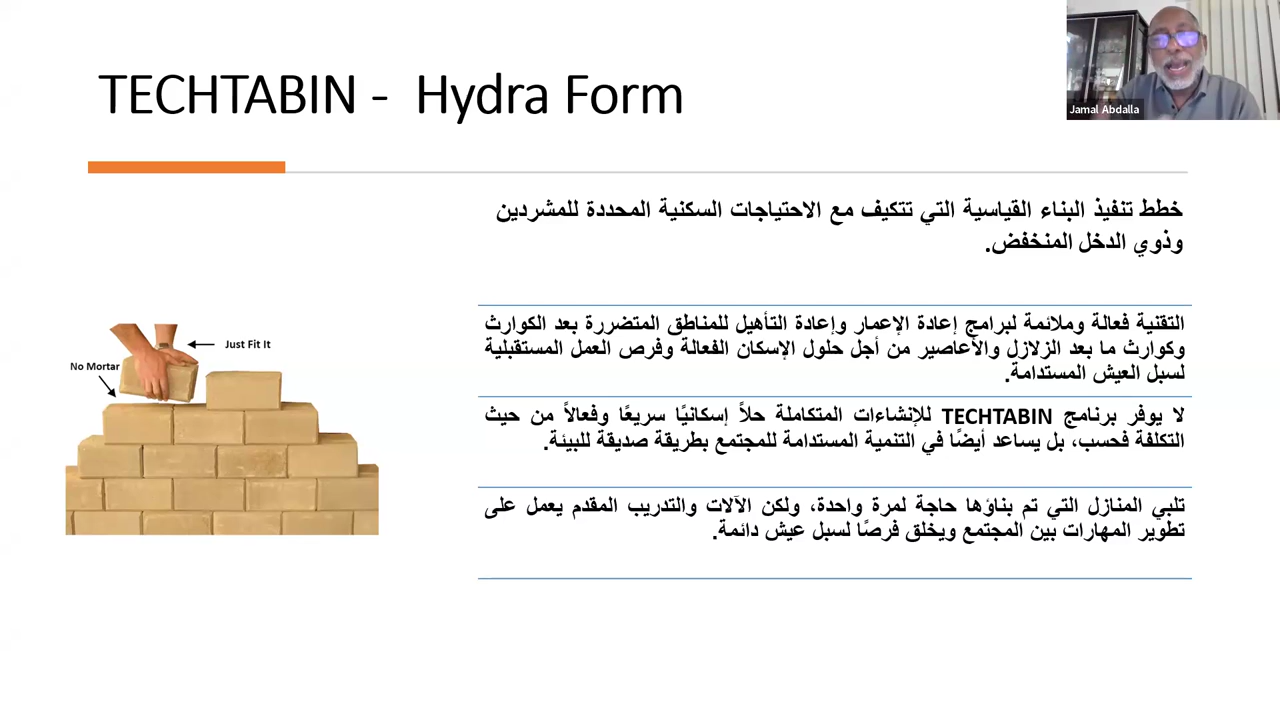 TECHTABIN - Hydra Form
Jamal Abdalla
خطط تنفيذ البناء القياسية التي تتكيف مع الاحتياجات السكنية المحددة للمشردين
وذوي الدخل المنخفض.
التقنية فعالة وملائمة لبرامج إعادة الإعمار وإعادة التأهيل للمناطق المتضررة بعد الكوارث
وكوارث ما بعد الزلازل والأعاصير من أجل حلول الإسكان الفعالة وفرص العمل المستقبلية
لسبل العيش المستدامة.
لا يوفر برنامج TECHTABIN للإنشاءات المتكاملة حلاً إسكانيًا سريعًا وفعالاً من حيث
التكلفة فحسب، بل يساعد أيضًا في التنمية المستدامة للمجتمع بطريقة صديقة للبيئة.
تلبي المنازل التي تم بناؤها حاجة لمرة واحدة، ولكن الآلات والتدريب المقدم يعمل على
تطوير المهارات بين المجتمع ويخلق فرصًا لسبل عيش دائمة.
Just Fit It
No Mortar